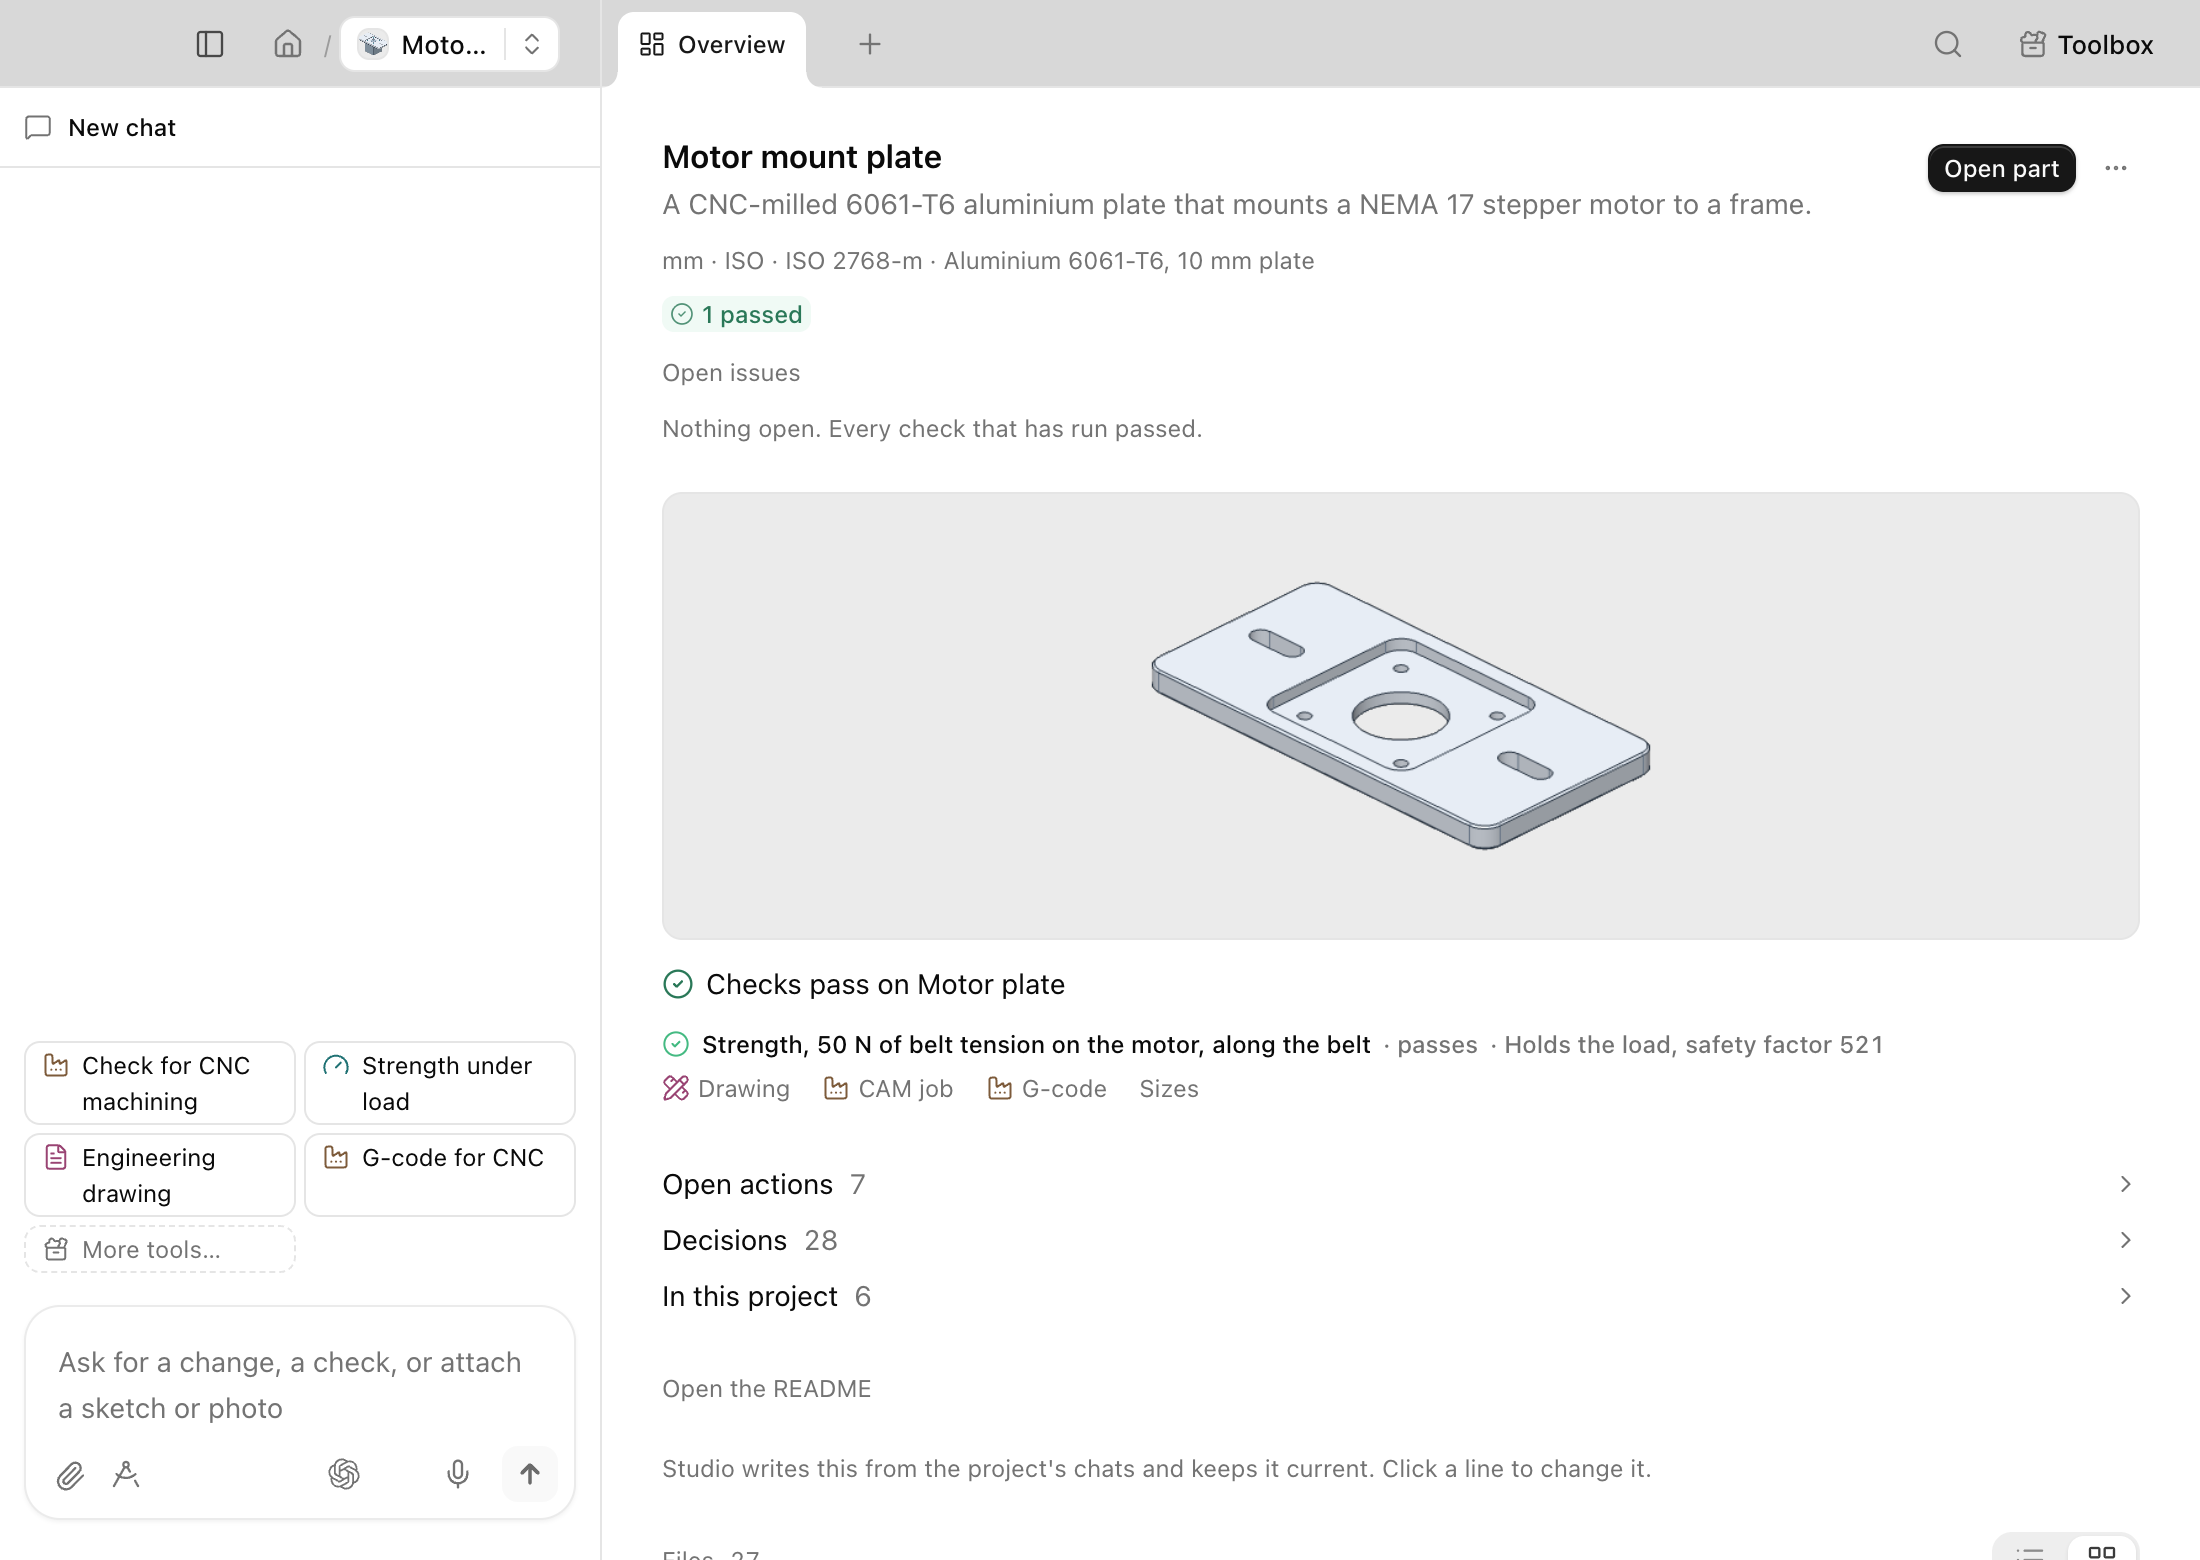 Moto...
Overview
Toolbox
New chat
Motor mount plate
Open part
A CNC-milled 6061-T6 aluminium plate that mounts a NEMA 17 stepper motor to a frame.
mm · ISO · ISO 2768-m · Aluminium 6061-T6, 10 mm plate
1 passed
Open issues
Nothing open. Every check that has run passed.
Checks pass on Motor plate
Strength, 50 N of belt tension on the motor, along the belt · passes · Holds the load, safety factor 521
Drawing CAM job G-code Sizes
Open actions 7
Decisions 28
In this project 6
Open the README
Studio writes this from the project's chats and keeps it current. Click a line to change it.
Files 27
Check for CNC
machining
Strength under
load
Engineering
drawing
G-code for CNC
More tools...
Ask for a change, a check, or attach
a sketch or photo